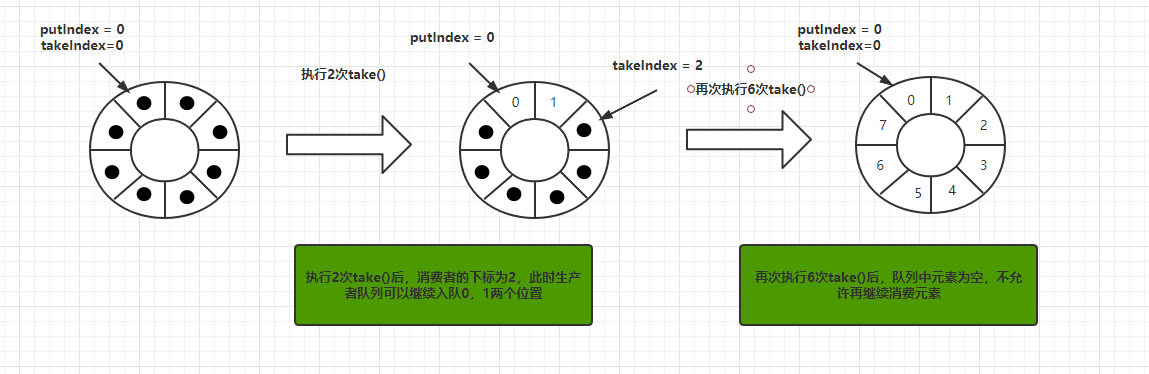 putIndex = 0
takeIndex=0
执行2次take()
putIndex = 0
takeIndex = 2
0
1
再次执行6次take()
putIndex = 0
takeIndex=0
0
1
2
3
4
5
6
7
执行2次take()后，消费者的下标为2，此时生产
者队列可以继续入队0，1两个位置
再次执行6次take()后，队列中元素为空，不允
许再继续消费元素